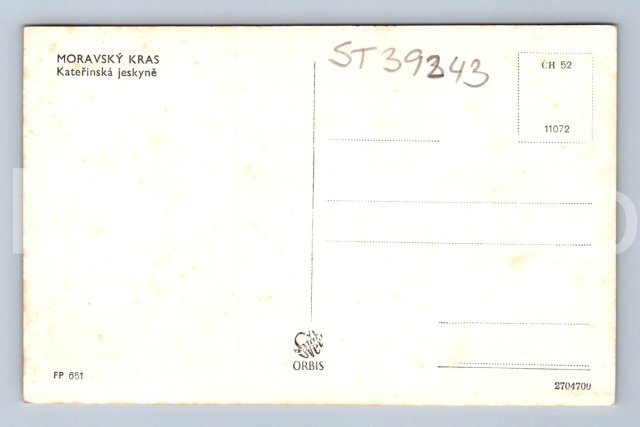 MORAVSKÝ KRAS
Kateřinská jeskyně
ST39343
ČH 52
11072
ORBIS
FP 651
2704700